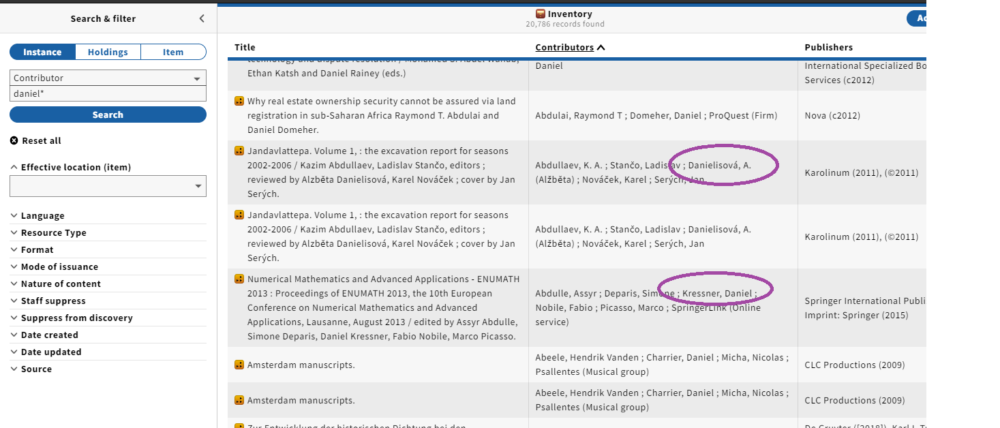 Search & filter
Instance
Holdings
Item
Contributor
daniel*
Search
Reset all
Effective location (item)
Language
Resource Type
Format
Mode of issuance
Nature of content
Staff suppress
Suppress from discovery
Date created
Date updated
Source
Inventory
20,786 records found
Title
Contributors
Publishers
technology and dispute resolution / Mohamed S. Abdel Wahab,
Ethan Katsh and Daniel Rainey (eds.)
Daniel
International Specialized
Services (c2012)
Why real estate ownership security cannot be assured via land
registration in sub-Saharan Africa Raymond T. Abdulai and
Daniel Domeher.
Abdulai, Raymond T ; Domeher, Daniel ; ProQuest (Firm)
Nova (c2012)
Jandavlattepa. Volume 1, : the excavation report for seasons
2002-2006 / Kazim Abdullaev, Ladislav Stančo, editors ;
reviewed by Alzběta Danielisová, Karel Nováček ; cover by Jan
Serých.
Abdullaev, K. A. ; Stančo, Ladislav ; Danielisová, A.
(Alžběta) ; Nováček, Karel ; Serých, Jan
Karolinum (2011), (©2011)
Jandavlattepa. Volume 1, : the excavation report for seasons
2002-2006 / Kazim Abdullaev, Ladislav Stančo, editors ;
reviewed by Alzběta Danielisová, Karel Nováček ; cover by Jan
Serých.
Abdullaev, K. A. ; Stančo, Ladislav ; Danielisová, A.
(Alžběta) ; Nováček, Karel ; Serých, Jan
Karolinum (2011), (©2011)
Numerical Mathematics and Advanced Applications - ENUMATH
2013 : Proceedings of ENUMATH 2013, the 10th European
Conference on Numerical Mathematics and Advanced
Applications, Lausanne, August 2013 / edited by Assyr Abdulle,
Simone Deparis, Daniel Kressner, Fabio Nobile, Marco Picasso.
Abdulle, Assyr ; Deparis, Simone ; Kressner, Daniel ;
Nobile, Fabio ; Picasso, Marco ; SpringerLink (Online
service)
Springer International
Imprint: Springer (2015)
Amsterdam manuscripts.
Abeele, Hendrik Vanden ; Charrier, Daniel ; Micha, Nicolas ;
Psallentes (Musical group)
CLC Productions (2009)
Amsterdam manuscripts.
Abeele, Hendrik Vanden ; Charrier, Daniel ; Micha, Nicolas ;
Psallentes (Musical group)
CLC Productions (2009)
Zur Entwicklung der historischen Dichtung bei den
De Gruyter ([2018]), Karl J.